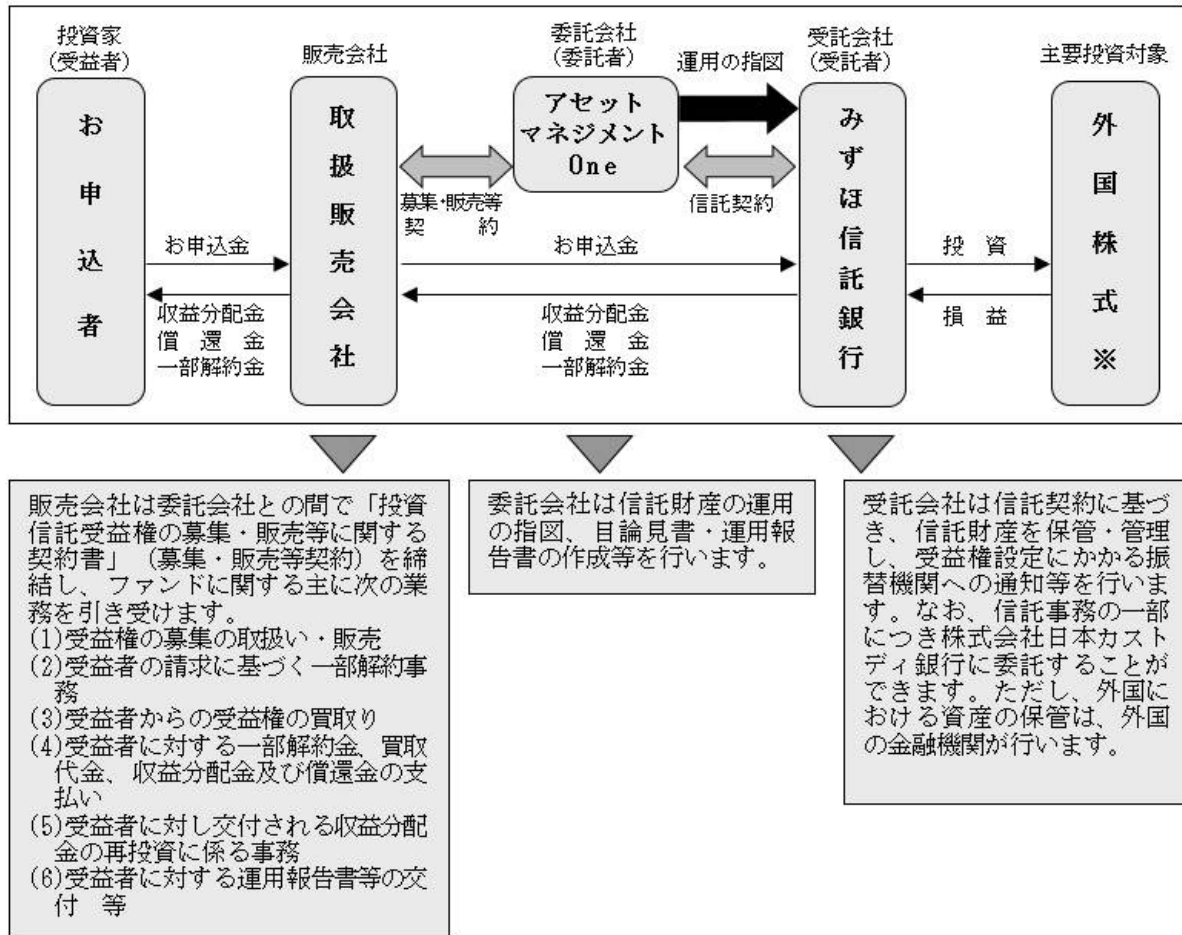 投資家
(受益者)
お申込者
販売会社
取扱販売会社
委託会社
(委託者)
アセット
マネジメント
One
運用の指図
受託会社
(受託者)
みずほ信託銀行
主要投資対象
外国株式※
募集・販売等
契　約
信託契約
お申込金
収益分配金
償　還　金
一部解約金
お申込金
収益分配金
償　還　金
一部解約金
投　資
損　益
販売会社は委託会社との間で「投資
信託受益権の募集・販売等に関する
契約書」（募集・販売等契約）を締
結し、ファンドに関する主に次の業
務を引き受けます。
(1)受益権の募集の取扱い・販売
(2)受益者の請求に基づく一部解約事
務
(3)受益者からの受益権の買取り
(4)受益者に対する一部解約金、買取
代金、収益分配金及び償還金の支
払い
(5)受益者に対し交付される収益分配
金の再投資に係る事務
(6)受益者に対する運用報告書等の交
付　等
委託会社は信託財産の運用
の指図、目論見書・運用報
告書の作成等を行います。
受託会社は信託契約に基づ
き、信託財産を保管・管理
し、受益権設定にかかる振
替機関への通知等を行いま
す。なお、信託事務の一部
につき株式会社日本カスト
ディ銀行に委託することが
できます。ただし、外国に
おける資産の保管は、外国
の金融機関が行います。